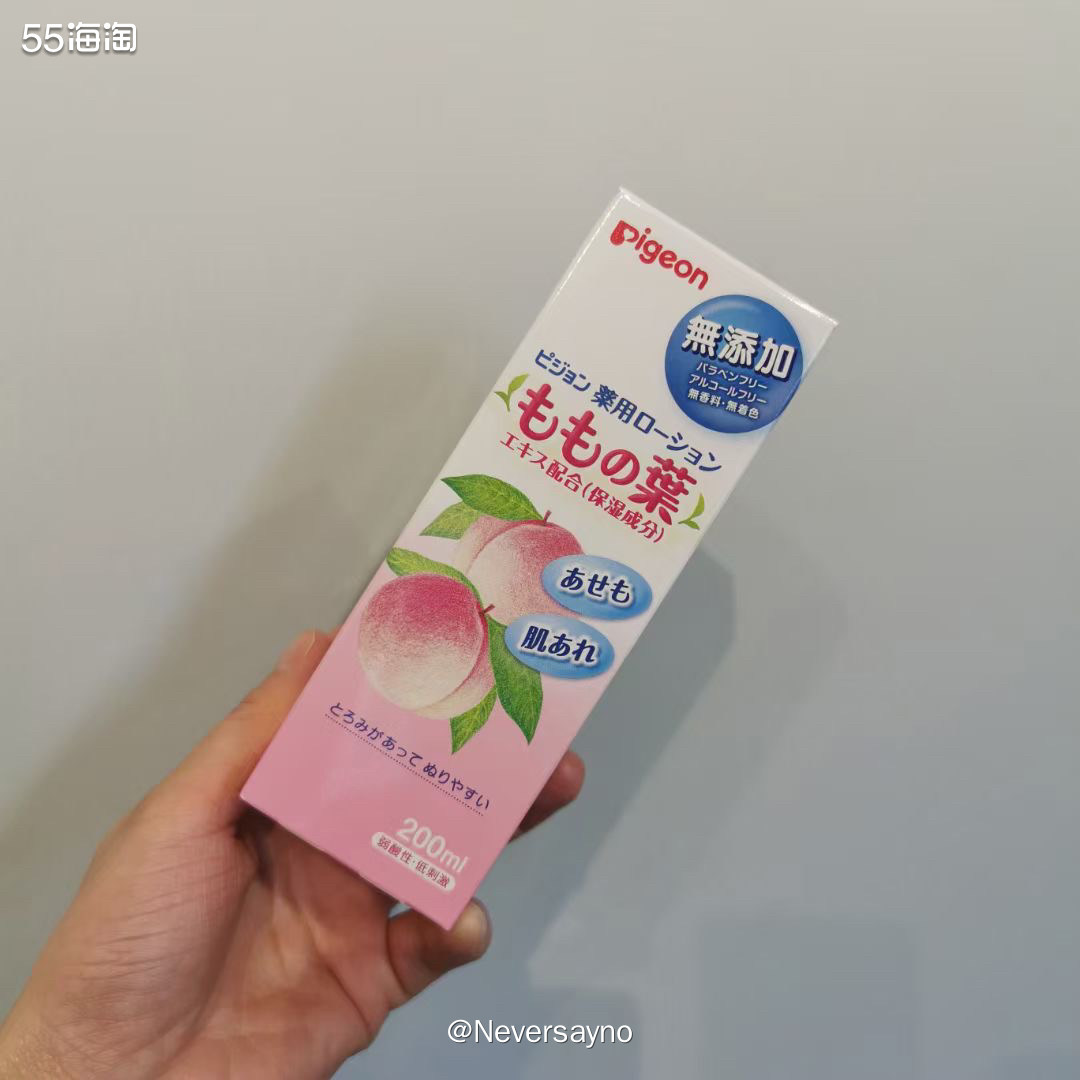 55海淘
Pigeon
無添加
パラベンフリー
アルコールフリー
無香料・無着色
ピジョン 薬用ローション
ももの葉
エキス配合(保湿成分)
あせも
肌あれ
とろみがあって ぬりやすい
200ml
弱酸性・低刺激
@Neversayno